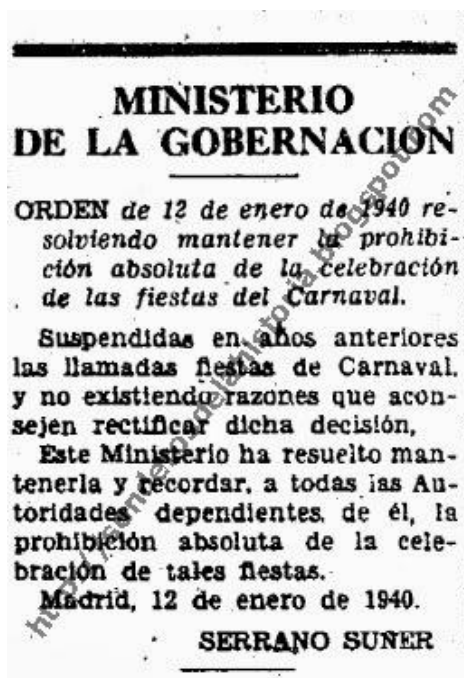 MINISTERIO
DE LA GOBERNACION
ORDEN de 12 de enero de 1940 re-
solviendo mantener la prohibi-
ción absoluta de la celebración
de las fiestas del Carnaval.
Suspendidas en años anteriores
las llamadas fiestas de Carnaval,
y no existiendo razones que acon-
sejen rectificar dicha decisión,
Este Ministerio ha resuelto man-
tenerla y recordar a todas las Au-
toridades dependientes de él, la
prohibición absoluta de la cele-
bración de tales fiestas.
Madrid, 12 de enero de 1940.
SERRANO SUÑER